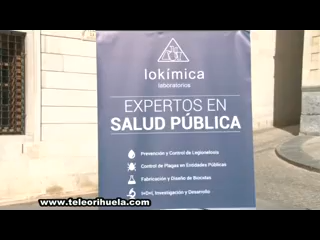 lokímica
laboratorios
EXPERTOS EN
SALUD PÚBLICA
Prevención y Control de Legionelosis
Control de Plagas en Entidades Públicas
Fabricación y Diseño de Biocidas
I+D+i, Investigación y Desarrollo
www.teleorihuela.com